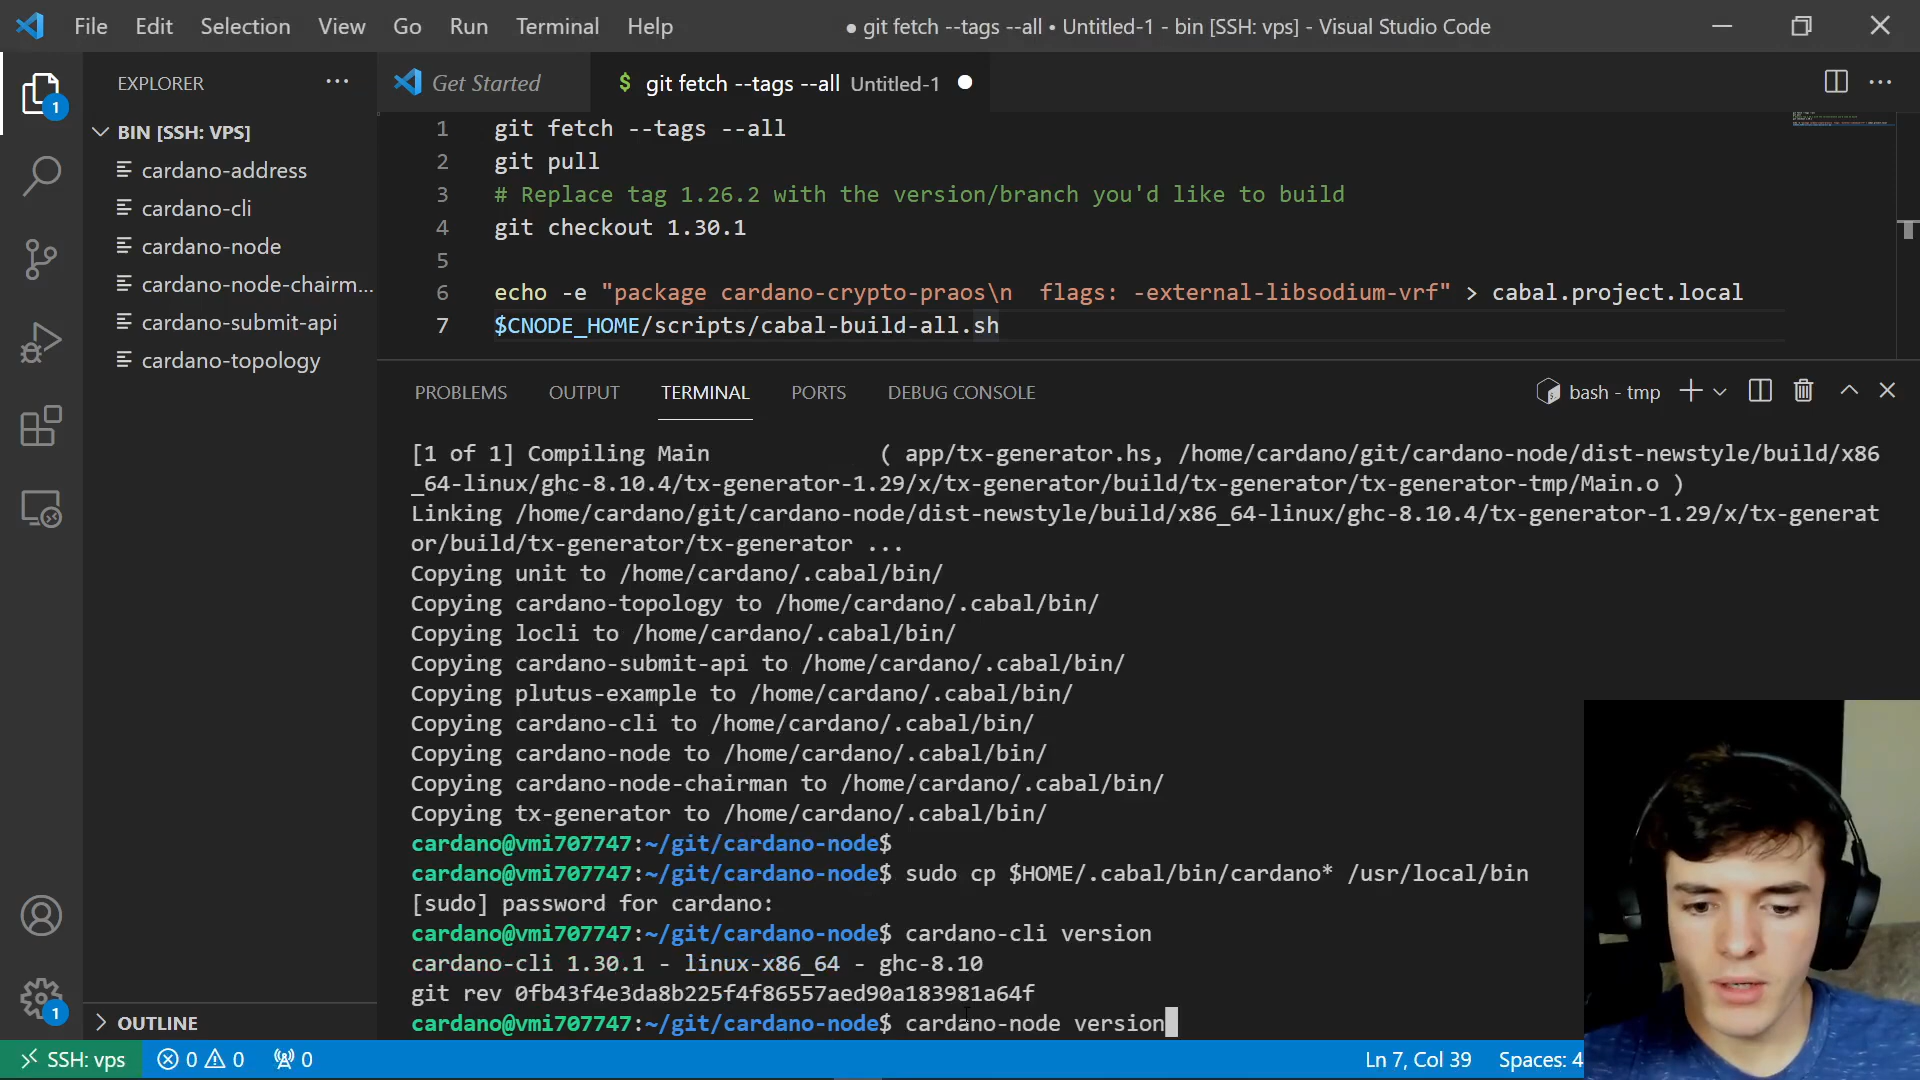 File Edit Selection View Go Run Terminal Help
● git fetch --tags --all • Untitled-1 - bin [SSH: vps] - Visual Studio Code
EXPLORER
Get Started
$ git fetch --tags --all Untitled-1
1
BIN [SSH: VPS]
cardano-address
cardano-cli
cardano-node
cardano-node-chairm...
cardano-submit-api
cardano-topology
1 git fetch --tags --all
2 git pull
3 # Replace tag 1.26.2 with the version/branch you'd like to build
4 git checkout 1.30.1
5
6 echo -e "package cardano-crypto-praos\n  flags: -external-libsodium-vrf" > cabal.project.local
7 $CNODE_HOME/scripts/cabal-build-all.sh
PROBLEMS OUTPUT TERMINAL PORTS DEBUG CONSOLE
bash - tmp
[1 of 1] Compiling Main             ( app/tx-generator.hs, /home/cardano/git/cardano-node/dist-newstyle/build/x86
_64-linux/ghc-8.10.4/tx-generator-1.29/x/tx-generator/build/tx-generator/tx-generator-tmp/Main.o )
Linking /home/cardano/git/cardano-node/dist-newstyle/build/x86_64-linux/ghc-8.10.4/tx-generator-1.29/x/tx-generat
or/build/tx-generator/tx-generator ...
Copying unit to /home/cardano/.cabal/bin/
Copying cardano-topology to /home/cardano/.cabal/bin/
Copying locli to /home/cardano/.cabal/bin/
Copying cardano-submit-api to /home/cardano/.cabal/bin/
Copying plutus-example to /home/cardano/.cabal/bin/
Copying cardano-cli to /home/cardano/.cabal/bin/
Copying cardano-node to /home/cardano/.cabal/bin/
Copying cardano-node-chairman to /home/cardano/.cabal/bin/
Copying tx-generator to /home/cardano/.cabal/bin/
cardano@vmi707747:~/git/cardano-node$
cardano@vmi707747:~/git/cardano-node$ sudo cp $HOME/.cabal/bin/cardano* /usr/local/bin
[sudo] password for cardano:
cardano@vmi707747:~/git/cardano-node$ cardano-cli version
cardano-cli 1.30.1 - linux-x86_64 - ghc-8.10
git rev 0fb43f4e3da8b225f4f86557aed90a183981a64f
cardano@vmi707747:~/git/cardano-node$ cardano-node version
OUTLINE
1
SSH: vps 0 0 0
Ln 7, Col 39 Spaces: 4